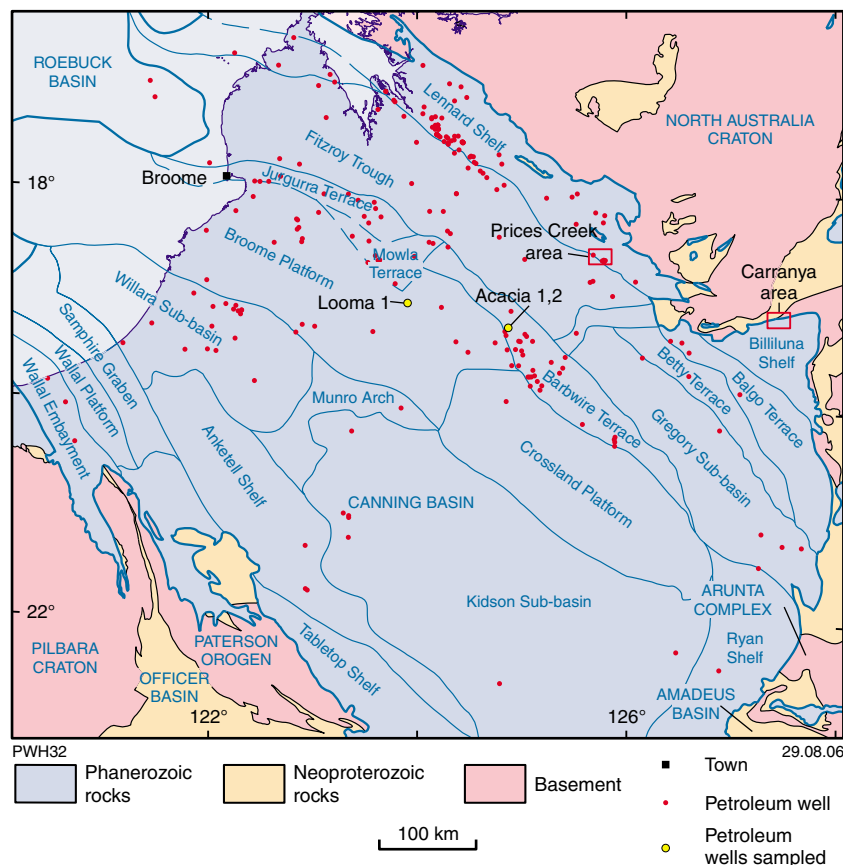 ROEBUCK
BASIN
Lennard Shelf
NORTH AUSTRALIA
CRATON
Fitzroy Trough
Broome
18°
Jurgurra Terrace
Prices Creek
area
Broome Platform
Mowla
Terrace
Carranya
area
Willara Sub-basin
Looma 1
Acacia 1,2
Samphire Graben
Wallal Platform
Wallal Embayment
Billiluna
Shelf
Betty Terrace
Balgo Terrace
Munro Arch
Barbwire Terrace
Gregory Sub-basin
Anketell Shelf
Crossland Platform
CANNING BASIN
Kidson Sub-basin
ARUNTA
COMPLEX
22°
Ryan
Shelf
PILBARA
CRATON
PATERSON
OROGEN
Tabletop Shelf
OFFICER
BASIN
AMADEUS
BASIN
122°
126°
PWH32
29.08.06
Phanerozoic
rocks
Neoproterozoic
rocks
Basement
Town
Petroleum well
Petroleum
wells sampled
100 km